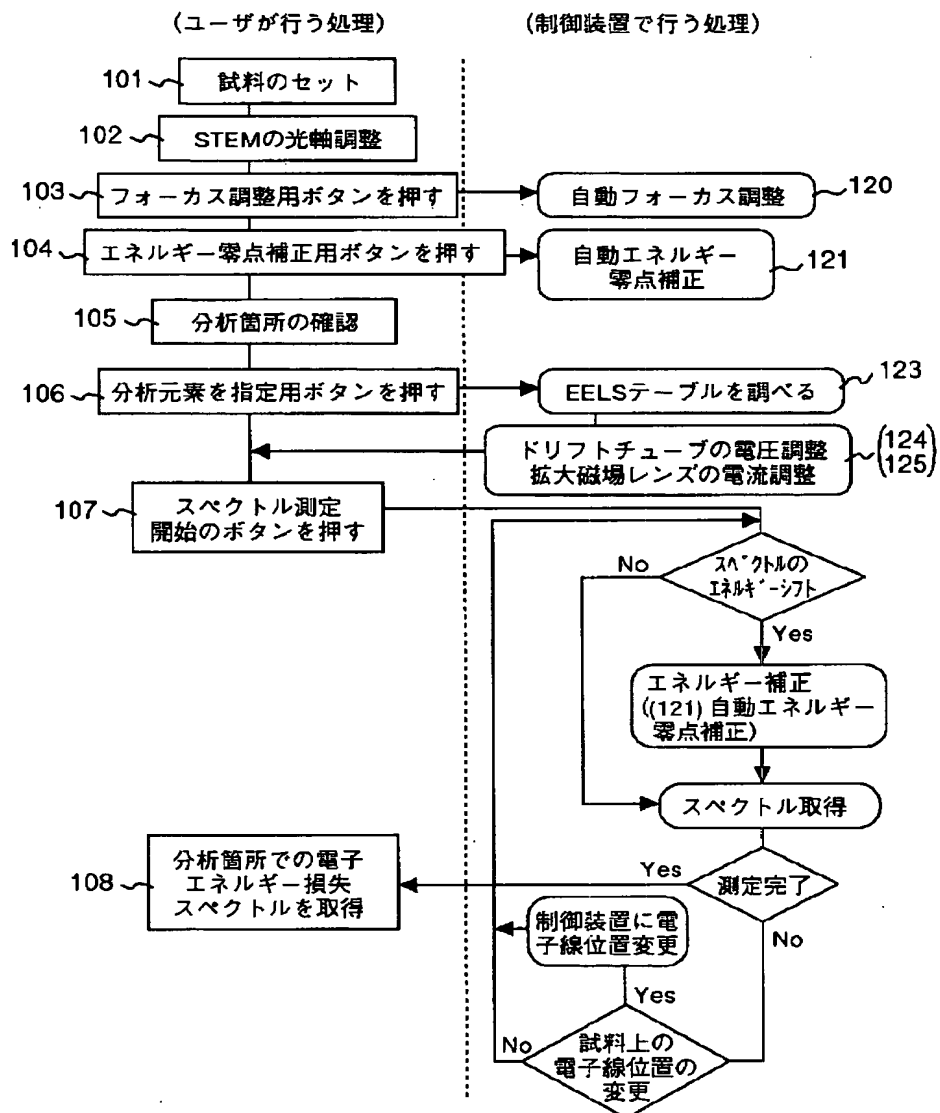 (ユーザが行う処理)
(制御装置で行う処理)
101
試料のセット
102
STEMの光軸調整
103
フォーカス調整用ボタンを押す
自動フォーカス調整
120
104
エネルギー零点補正用ボタンを押す
自動エネルギー
零点補正
121
105
分析箇所の確認
106
分析元素を指定用ボタンを押す
EELSテーブルを調べる
123
ドリフトチューブの電圧調整
拡大磁場レンズの電流調整
(124
125)
107
スペクトル測定
開始のボタンを押す
No
スペクトルの
エネルギーシフト
Yes
エネルギー補正
((121)自動エネルギー
零点補正)
スペクトル取得
108
分析箇所での電子
エネルギー損失
スペクトルを取得
Yes
測定完了
No
制御装置に電
子線位置変更
Yes
No
試料上の
電子線位置の
変更